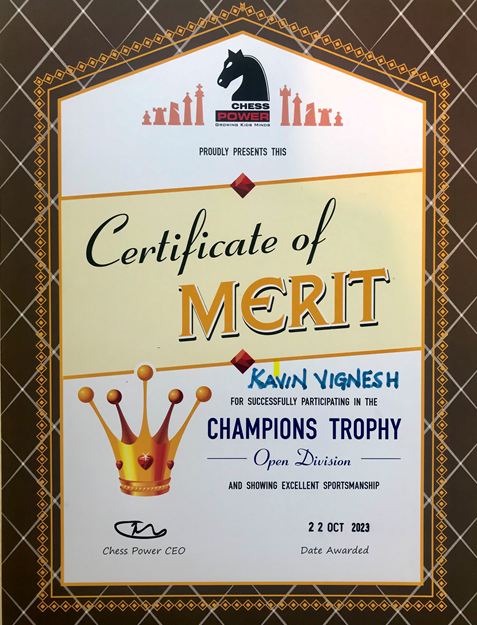 CHESS
POWER
GROWING KIDS MINDS
PROUDLY PRESENTS THIS
Certificate of
MERIT
KAVIN VIGNESH
FOR SUCCESSFULLY PARTICIPATING IN THE
CHAMPIONS TROPHY
Open Division
AND SHOWING EXCELLENT SPORTSMANSHIP
22 OCT 2023
Chess Power CEO
Date Awarded